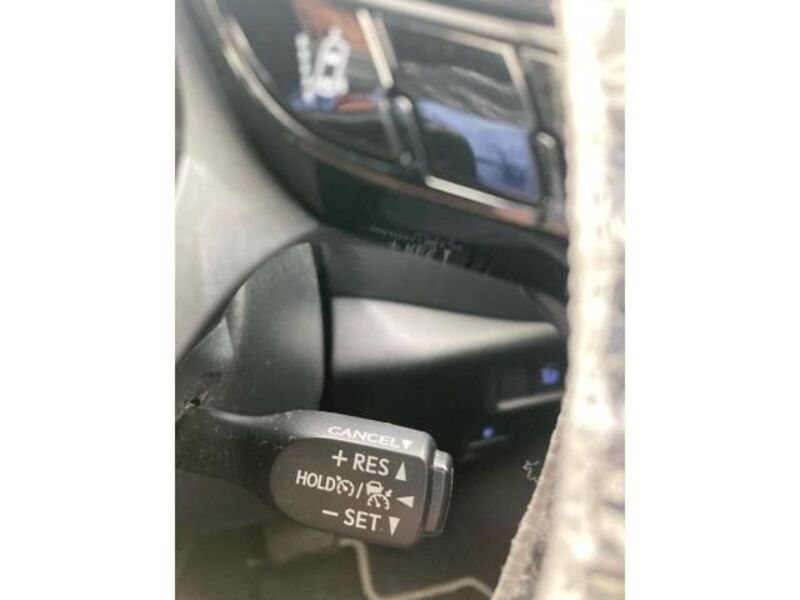 CANCEL▼
+ RES ▲
HOLD / ◄
− SET ▼